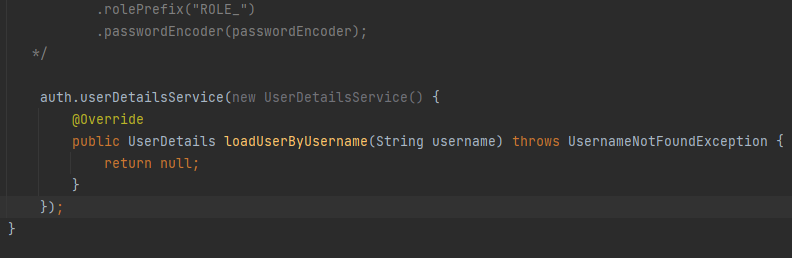 .rolePrefix("ROLE_")
.passwordEncoder(passwordEncoder);
*/
auth.userDetailsService(new UserDetailsService() {
@Override
public UserDetails loadUserByUsername(String username) throws UsernameNotFoundException {
return null;
}
});
}